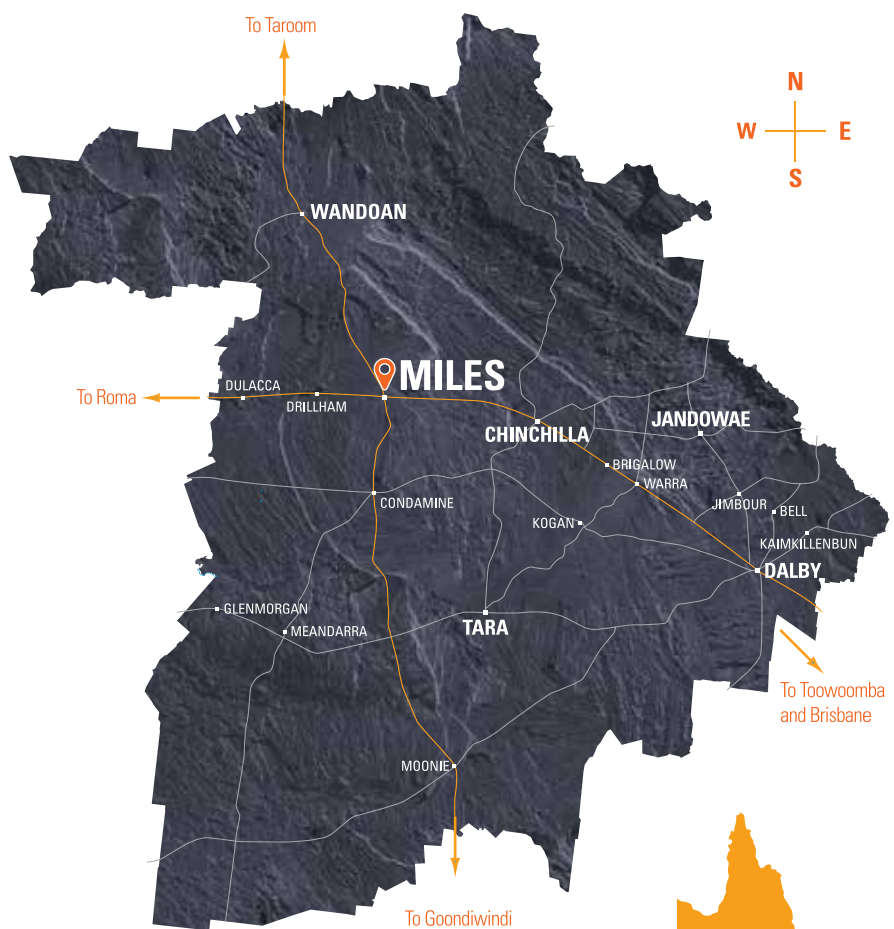 To Taroom
N
W
E
S
WANDOAN
MILES
To Roma
DULACCA
DRILLHAM
CHINCHILLA
JANDOWAE
BRIGALOW
WARRA
CONDAMINE
JIMBOUR
BELL
KOGAN
KAIMKILLENBUN
DALBY
GLENMORGAN
MEANDARRA
TARA
To Toowoomba
and Brisbane
MOONIE
To Goondiwindi